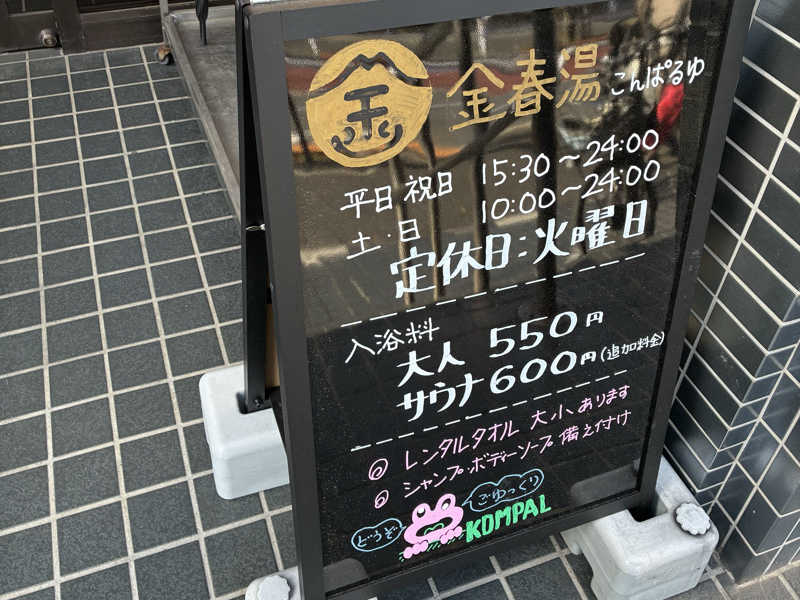 金
金春湯 こんぱるゆ
平日 祝日 15:30〜24:00
土・日 10:00〜24:00
定休日:火曜日
入浴料
大人 550円
サウナ600円(追加料金)
◎ レンタルタオル 大小あります
◎ シャンプ・ボディーソープ 備え付け
どうぞ ごゆっくり
KOMPAL